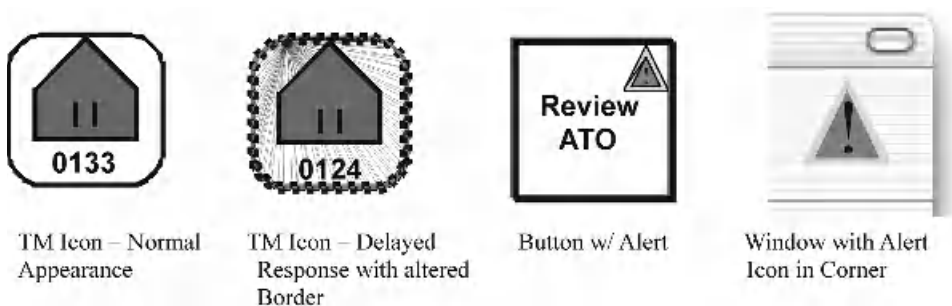 0133
0124
Review
ATO
TM Icon – Normal
Appearance
TM Icon – Delayed
Response with altered
Border
Button w/ Alert
Window with Alert
Icon in Corner